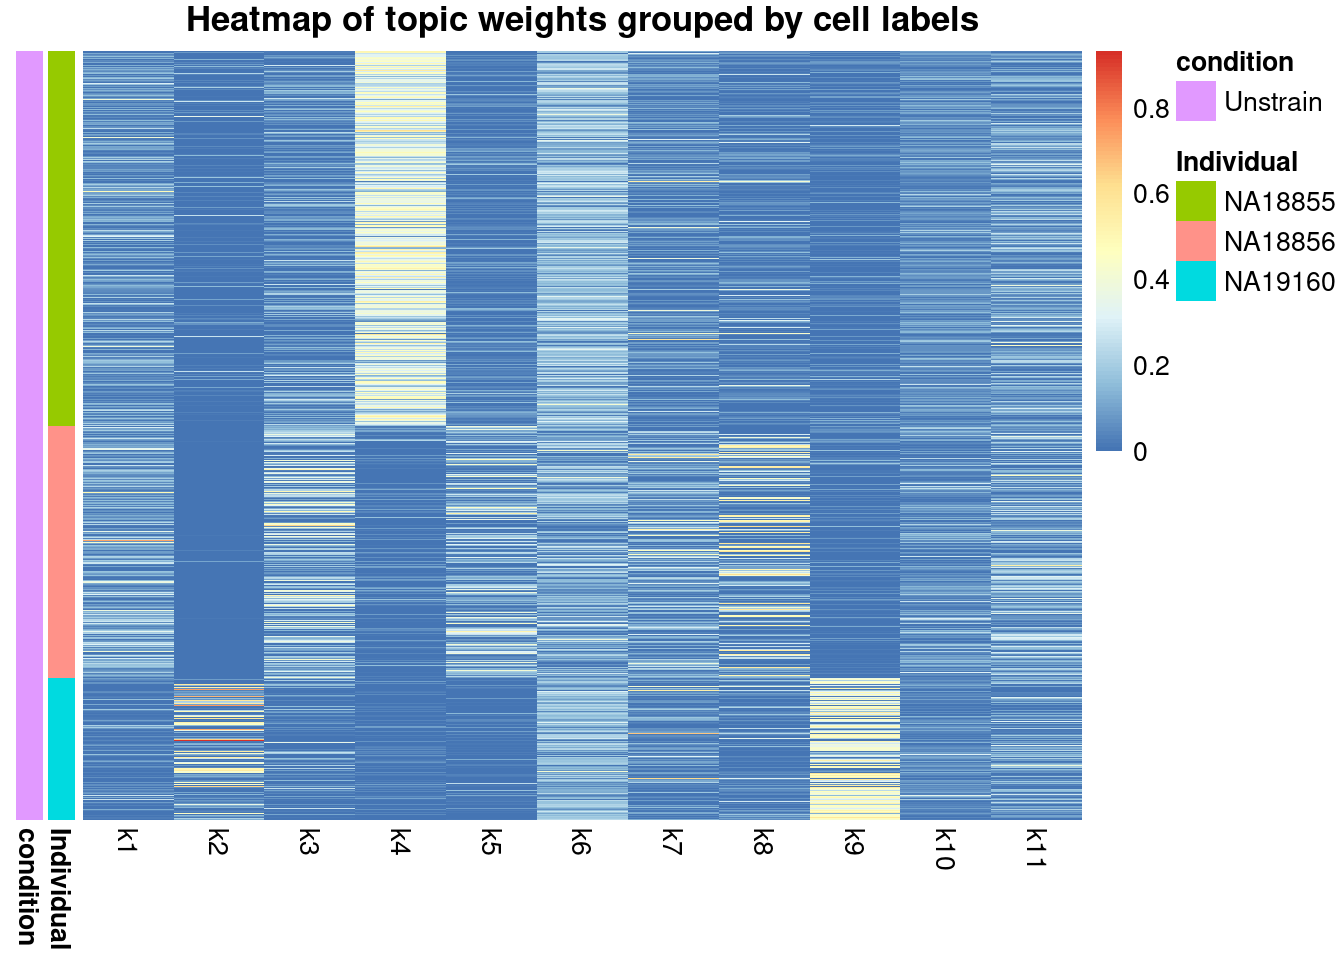 Heatmap of topic weights grouped by cell labels
condition
Unstrain
Individual
NA18855
NA18856
NA19160
0.8
0.6
0.4
0.2
0
condition
Individual
k1
k2
k3
k4
k5
k6
k7
k8
k9
k10
k11